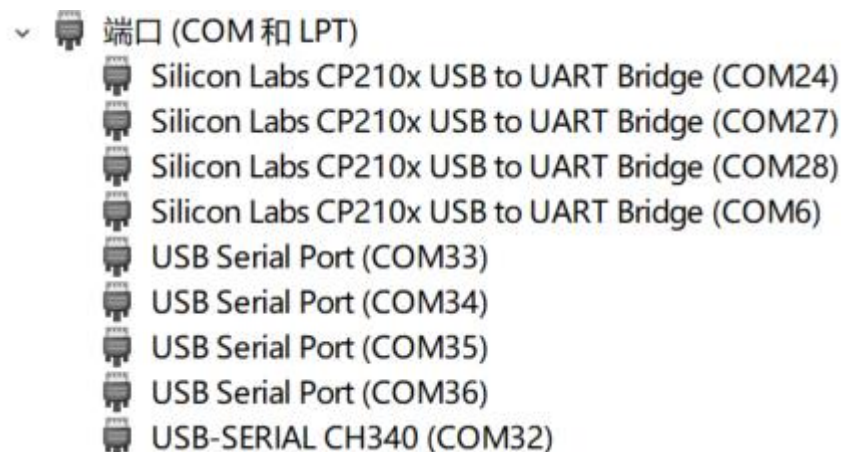 端口 (COM 和 LPT)
Silicon Labs CP210x USB to UART Bridge (COM24)
Silicon Labs CP210x USB to UART Bridge (COM27)
Silicon Labs CP210x USB to UART Bridge (COM28)
Silicon Labs CP210x USB to UART Bridge (COM6)
USB Serial Port (COM33)
USB Serial Port (COM34)
USB Serial Port (COM35)
USB Serial Port (COM36)
USB-SERIAL CH340 (COM32)